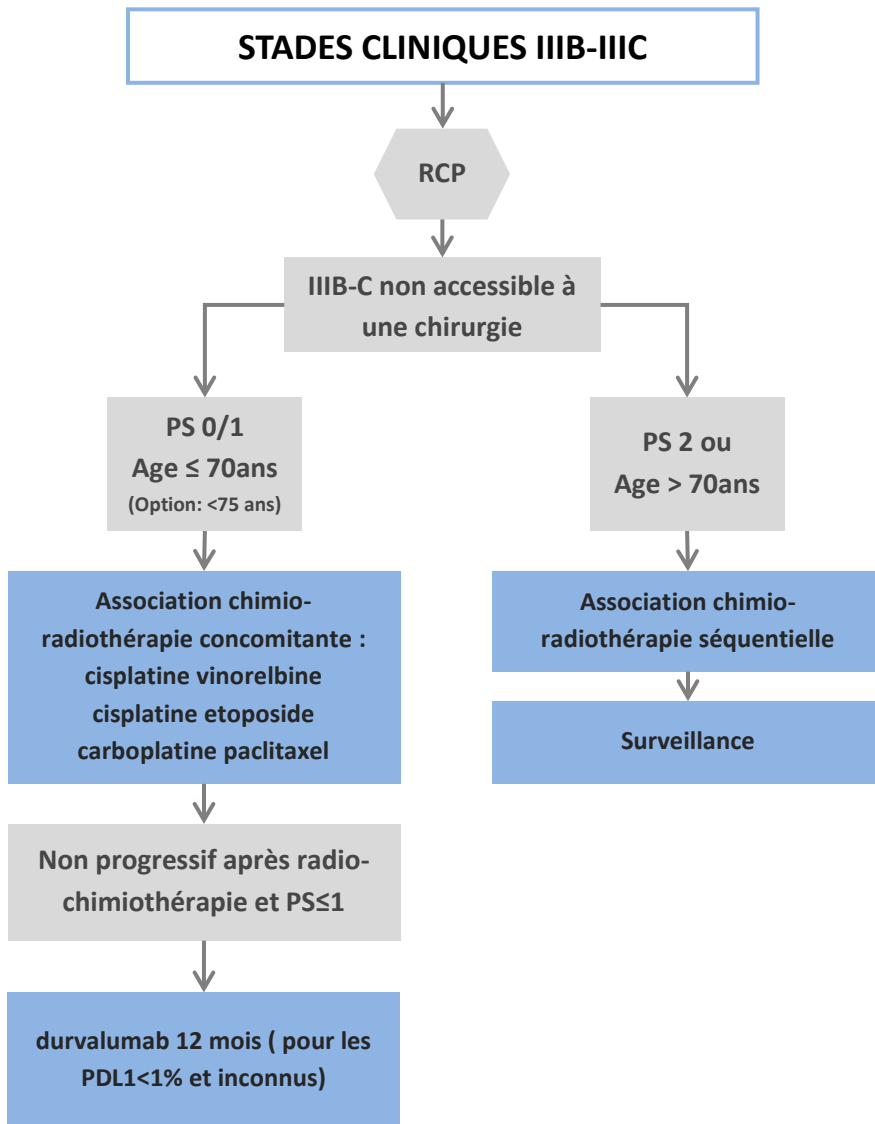 STADES CLINIQUES IIIB-IIIC
RCP
IIIB-C non accessible à
une chirurgie
PS 0/1
Age ≤ 70ans
(Option: <75 ans)
PS 2 ou
Age > 70ans
Association chimio-
radiothérapie concomitante :
cisplatine vinorelbine
cisplatine etoposide
carboplatine paclitaxel
Association chimio-
radiothérapie séquentielle
Surveillance
Non progressif après radio-
chimiothérapie et PS≤1
durvalumab 12 mois ( pour les
PDL1<1% et inconnus)